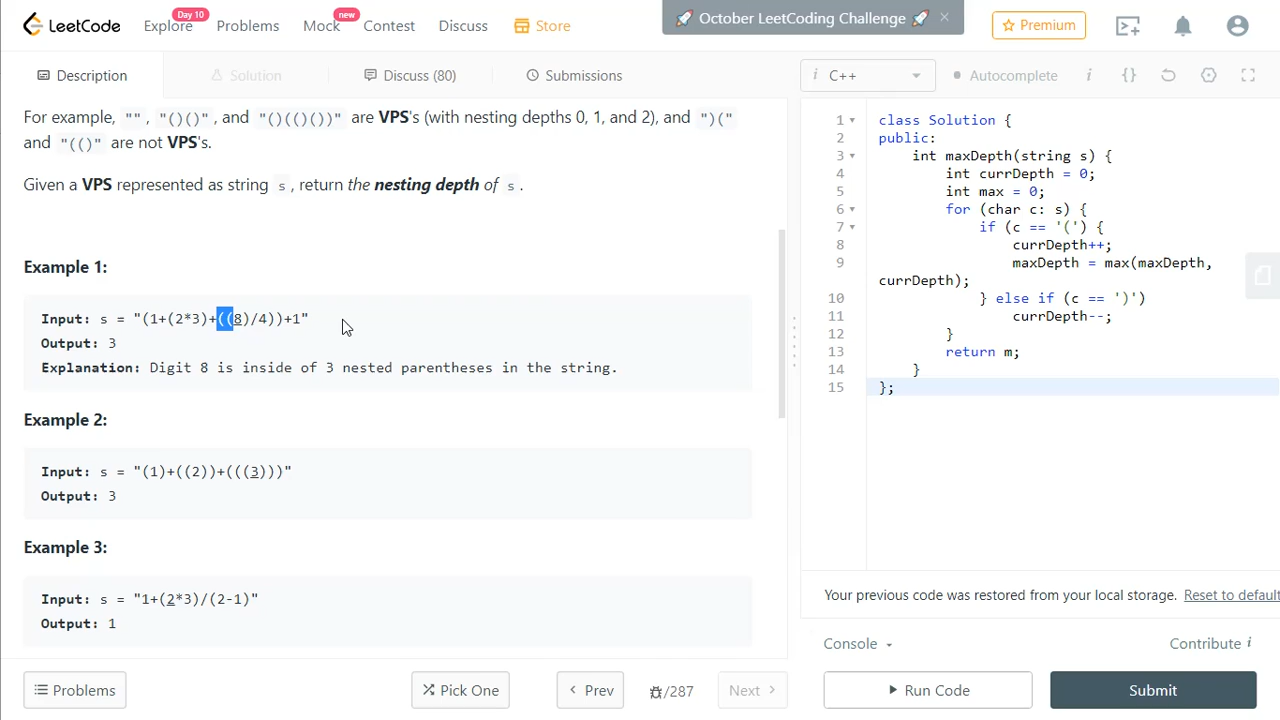 LeetCode
Explore
Day 10
Problems
Mock
new
Contest
Discuss
Store
🚀 October LeetCoding Challenge 🚀 ×
Premium
Description
Solution
Discuss (80)
Submissions
i C++
Autocomplete
i {}
For example, "", "()()", and "()(()())" are VPS's (with nesting depths 0, 1, and 2), and ")("
and "(()" are not VPS's.
Given a VPS represented as string s, return the nesting depth of s.
Example 1:
Input: s = "(1+(2*3)+((8)/4))+1"
Output: 3
Explanation: Digit 8 is inside of 3 nested parentheses in the string.
Example 2:
Input: s = "(1)+((2))+(((3)))"
Output: 3
Example 3:
Input: s = "1+(2*3)/(2-1)"
Output: 1
1 class Solution {
2 public:
3 int maxDepth(string s) {
4 int currDepth = 0;
5 int max = 0;
6 for (char c: s) {
7 if (c == '(') {
8 currDepth++;
9 maxDepth = max(maxDepth,
currDepth);
10 } else if (c == ')')
11 currDepth--;
12 }
13 return m;
14 }
15 };
Your previous code was restored from your local storage. Reset to default
Console
Contribute i
Problems
Pick One
Prev
/287
Next
Run Code
Submit